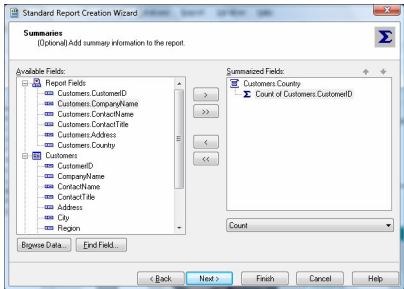 Standard Report Creation Wizard
Summaries
(Optional) Add summary information to the report.
Available Fields:
Report Fields
Customers.CustomerID
Customers.CompanyName
Customers.ContactName
Customers.ContactTitle
Customers.Address
Customers.Country
Customers
CustomerID
CompanyName
ContactName
ContactTitle
Address
City
Region
>
>>
<
<<
Summarized Fields:
Customers.Country
Σ Count of Customers.CustomerID
Count
Browse Data...
Find Field...
< Back
Next >
Finish
Cancel
Help